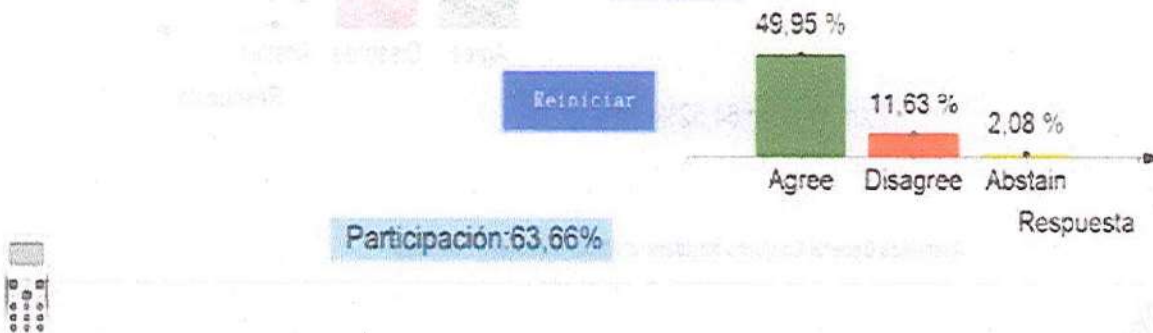 49,95 %
Reiniciar
11,63 %
2,08 %
Agree Disagree Abstain
Respuesta
Participación:63,66%